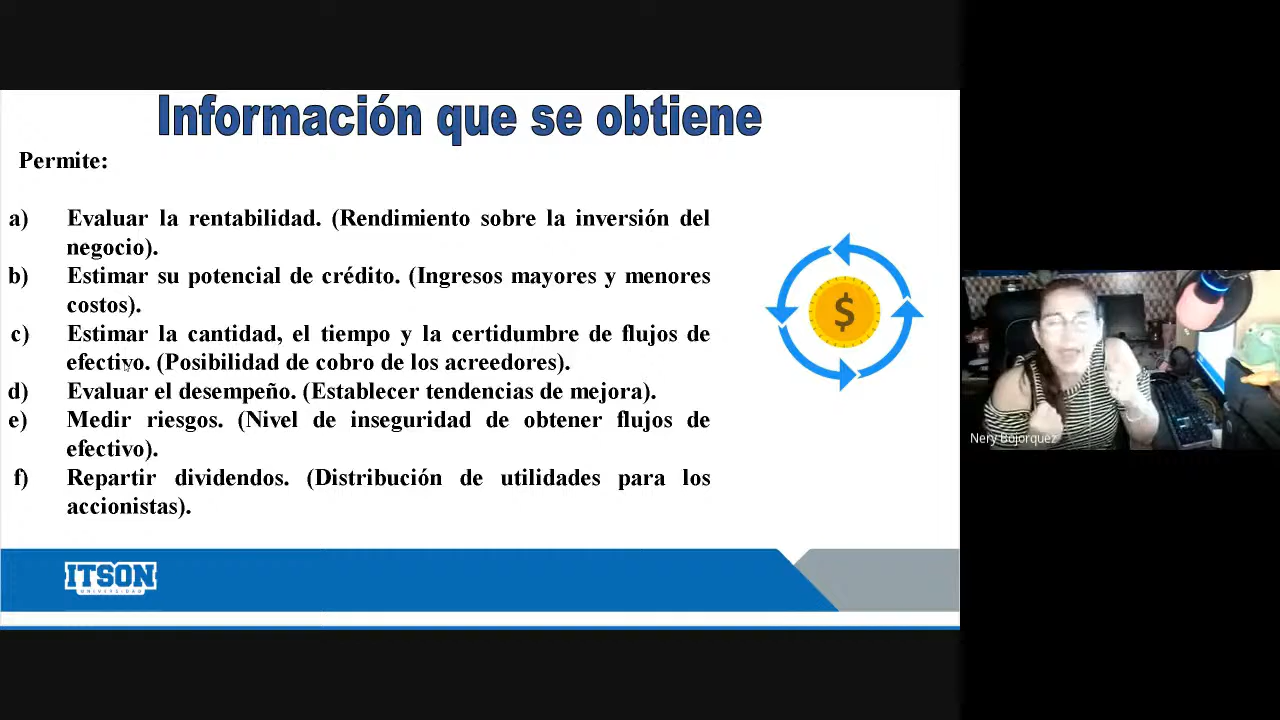 Información que se obtiene
Permite:
a) Evaluar la rentabilidad. (Rendimiento sobre la inversión del
negocio).
b) Estimar su potencial de crédito. (Ingresos mayores y menores
costos).
c) Estimar la cantidad, el tiempo y la certidumbre de flujos de
efectivo. (Posibilidad de cobro de los acreedores).
d) Evaluar el desempeño. (Establecer tendencias de mejora).
e) Medir riesgos. (Nivel de inseguridad de obtener flujos de
efectivo).
f) Repartir dividendos. (Distribución de utilidades para los
accionistas).
$
Nery Bojorquez
ITSON
UNIVERSIDAD